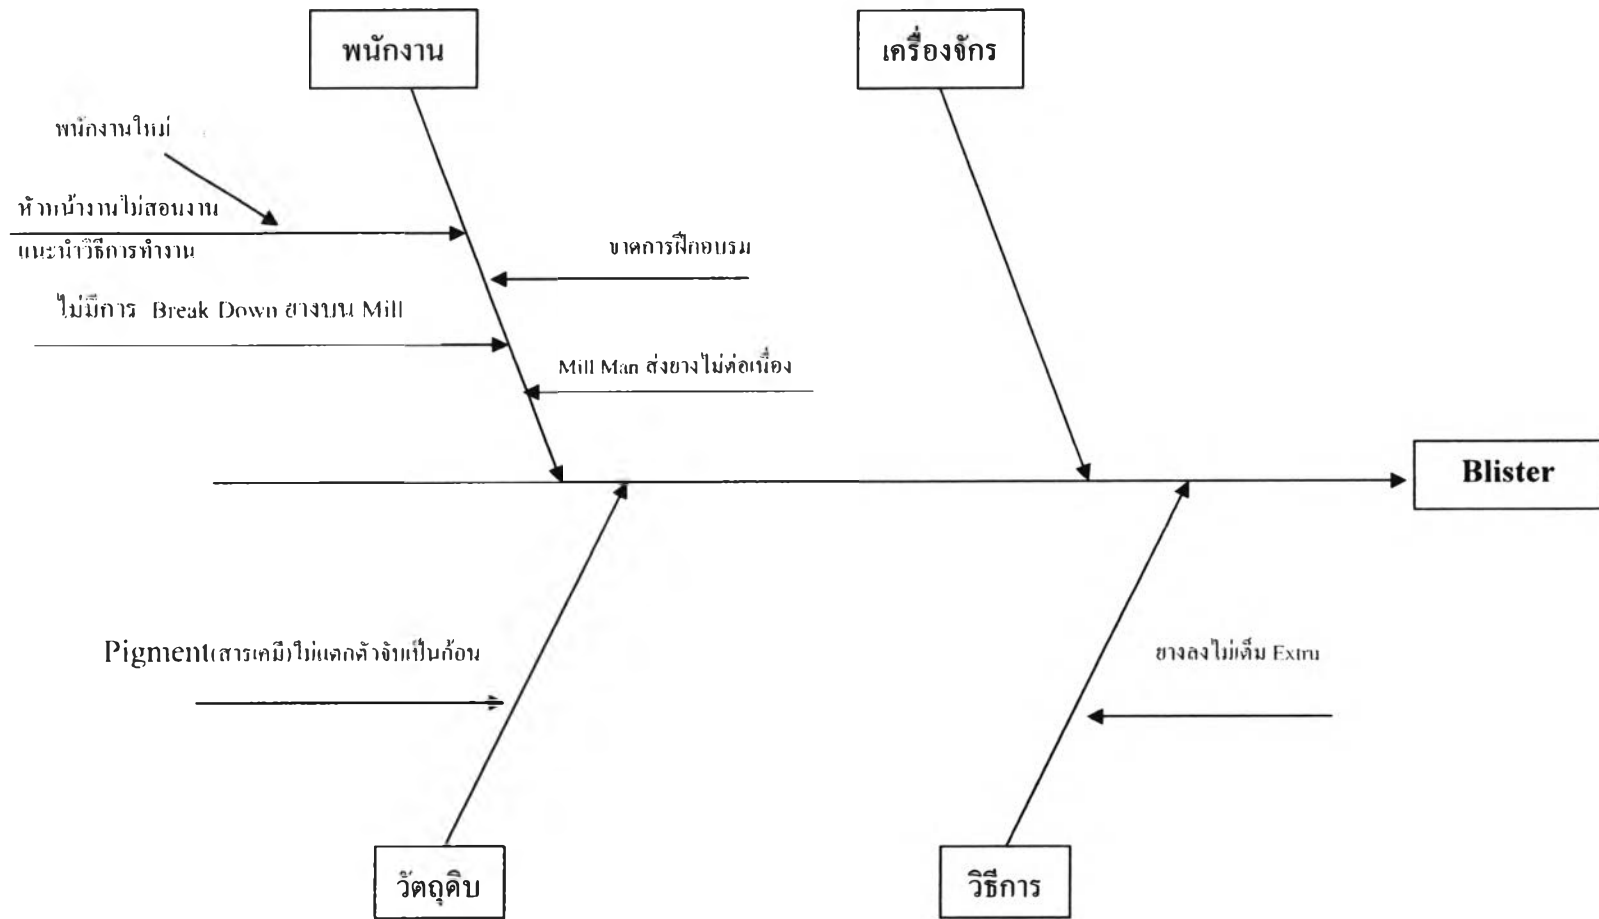 พนักงาน
เครื่องจักร
พนักงานใหม่
หัวหน้างานไม่สอนงาน
แนะนำวิธีการทำงาน
ขาดการฝึกอบรม
ไม่มีการ Break Down ยางบน Mill
Mill Man ส่งยางไม่ต่อเนื่อง
Blister
Pigment(สารเคมี)ไม่แตกตัวจับเป็นก้อน
ยางลงไม่เต็ม Extru
วัตถุดิบ
วิธีการ